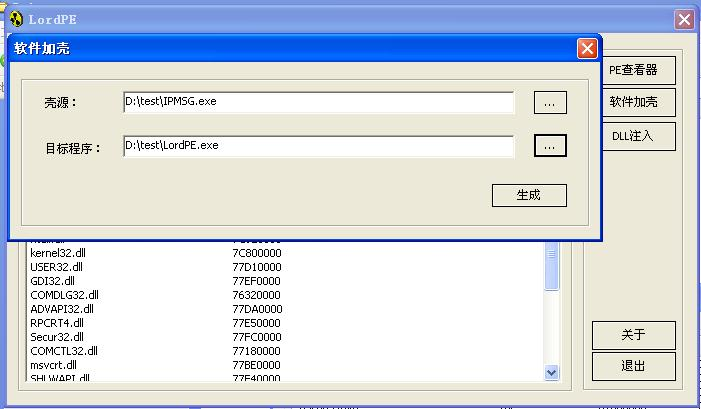 LordPE
软件加壳
壳源：
D:\test\IPMSG.exe
...
目标程序：
D:\test\LordPE.exe
...
生成
PE查看器
软件加壳
DLL注入
kernel32.dll 7C800000
USER32.dll 77D10000
GDI32.dll 77EF0000
COMDLG32.dll 76320000
ADVAPI32.dll 77DA0000
RPCRT4.dll 77E50000
Secur32.dll 77FC0000
COMCTL32.dll 77180000
msvcrt.dll 77BE0000
SHLWAPI.dll 77F40000
关于
退出